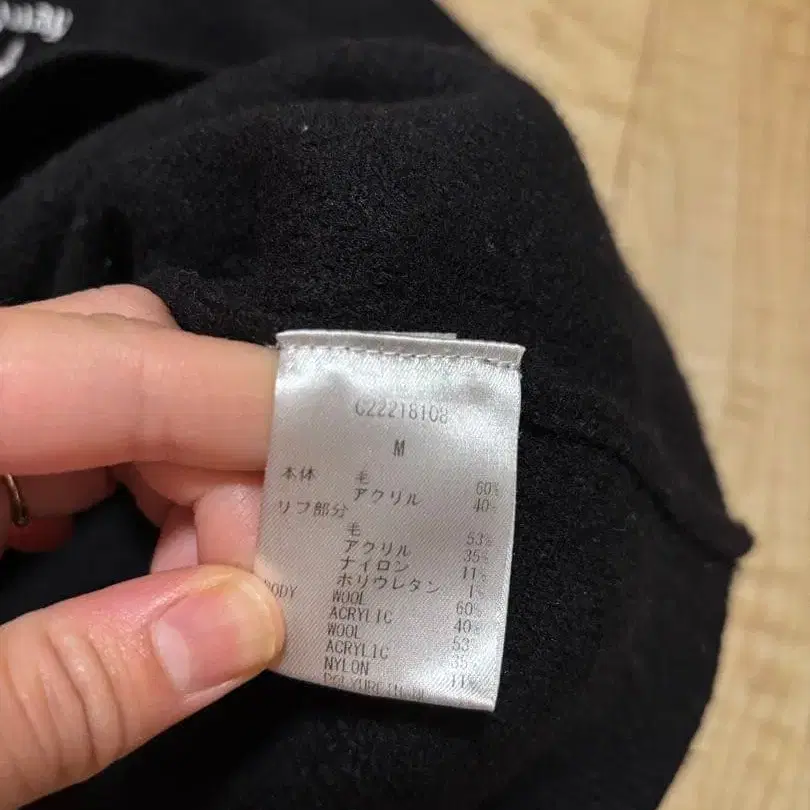 C22218108
M
本体 毛 60%
アクリル 40%
リブ部分
毛 53%
アクリル 35%
ナイロン 11%
ポリウレタン 1%
BODY WOOL 60%
ACRYLIC 40%
WOOL 53%
ACRYLIC 35%
NYLON 11%